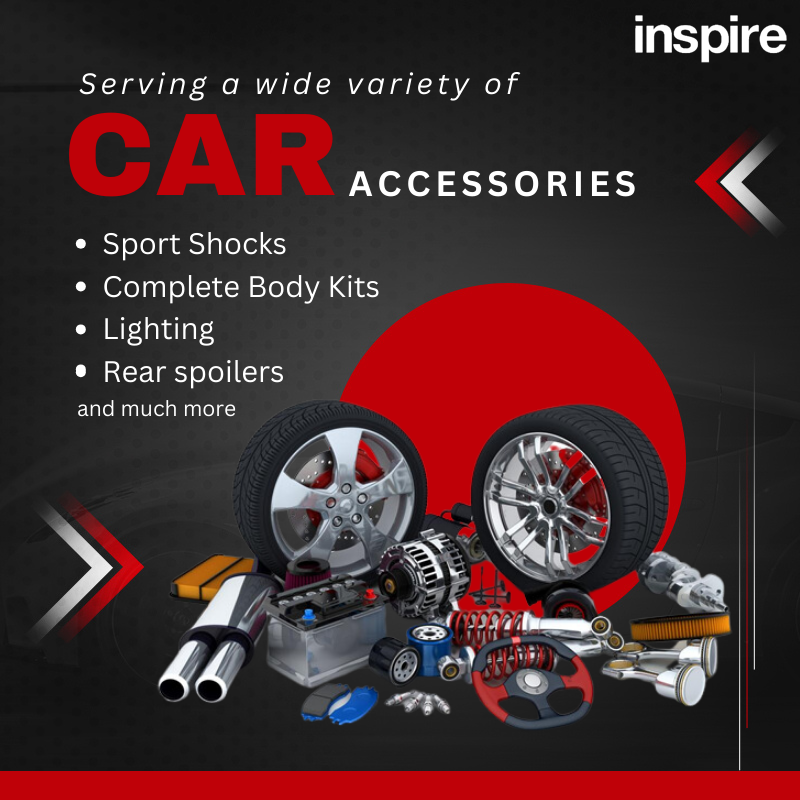 inspire
Serving a wide variety of
CAR ACCESSORIES
• Sport Shocks
• Complete Body Kits
• Lighting
• Rear spoilers
and much more